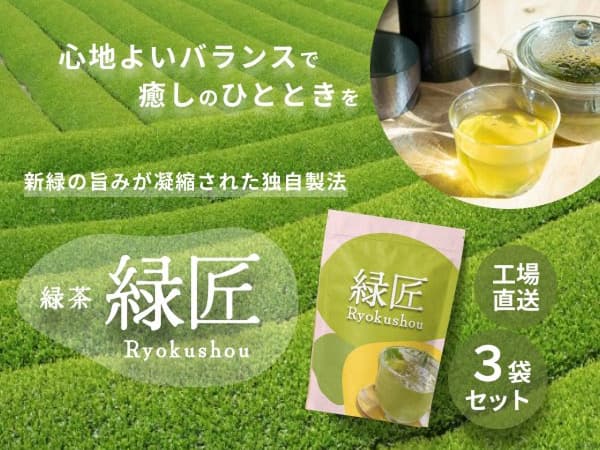 心地よいバランスで
癒しのひとときを
新緑の旨みが凝縮された独自製法
緑茶 緑匠
Ryokushou
緑匠
Ryokushou
工場
直送
3袋
セット